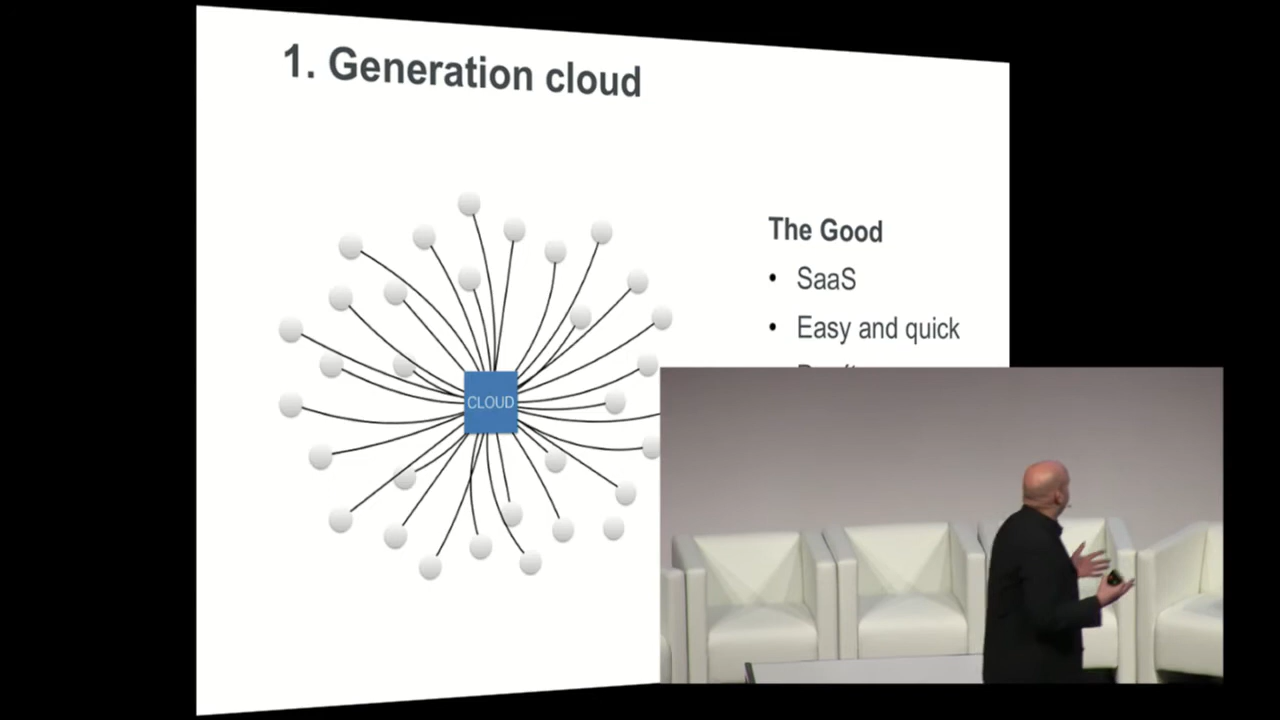 1. Generation cloud
CLOUD
The Good
• SaaS
• Easy and quick